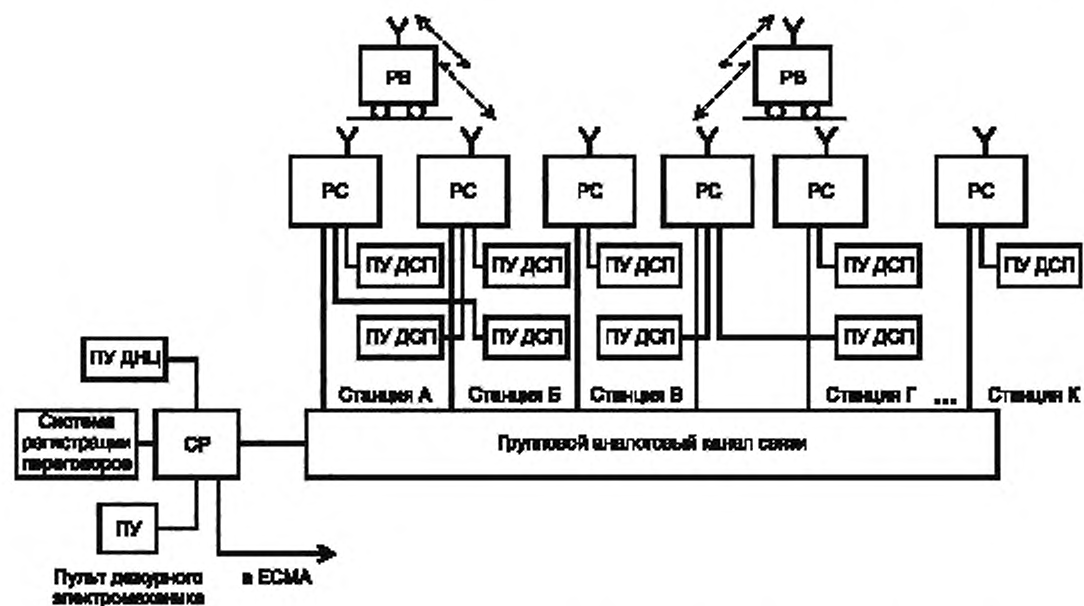 РВ РВ
РС РС РС РС РС РС
ПУ ДСП ПУ ДСП ПУ ДСП ПУ ДСП ПУ ДСП
ПУ ДСП ПУ ДСП ПУ ДСП ПУ ДСП
ПУ ДНЦ
Станция А Станция Б Станция В Станция Г ... Станция К
Система
регистрации
переговоров
СР
Групповой аналоговый канал связи
ПУ
Пульт дежурного
электромеханика
в ЕСМА